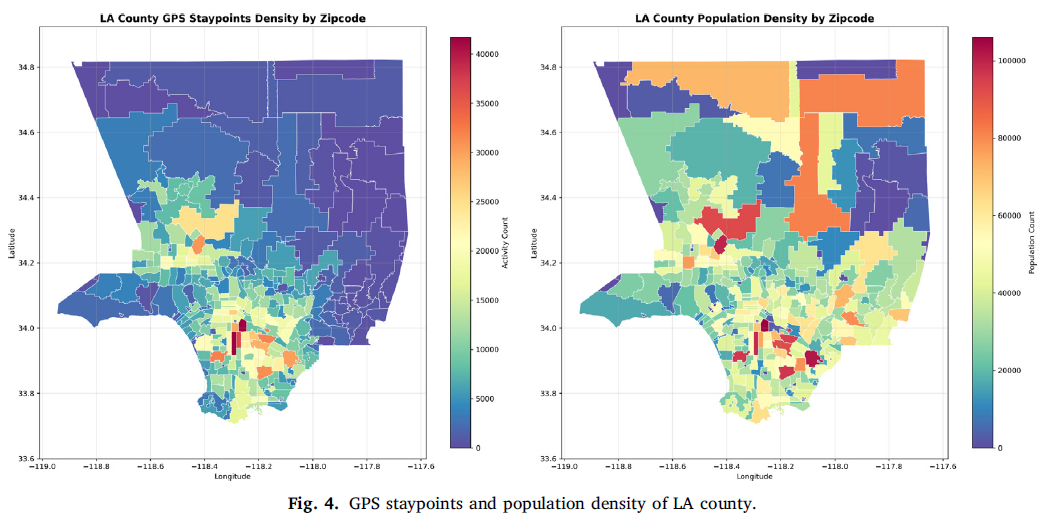 LA County GPS Staypoints Density by Zipcode
34.8
34.6
34.4
34.2
34.0
33.8
33.6
Latitude
−119.0 −118.8 −118.6 −118.4 −118.2 −118.0 −117.8 −117.6
Longitude
40000
35000
30000
25000
20000
15000
10000
5000
0
Activity Count
LA County Population Density by Zipcode
34.8
34.6
34.4
34.2
34.0
33.8
33.6
Latitude
−119.0 −118.8 −118.6 −118.4 −118.2 −118.0 −117.8 −117.6
Longitude
100000
80000
60000
40000
20000
0
Population Count
Fig. 4. GPS staypoints and population density of LA county.